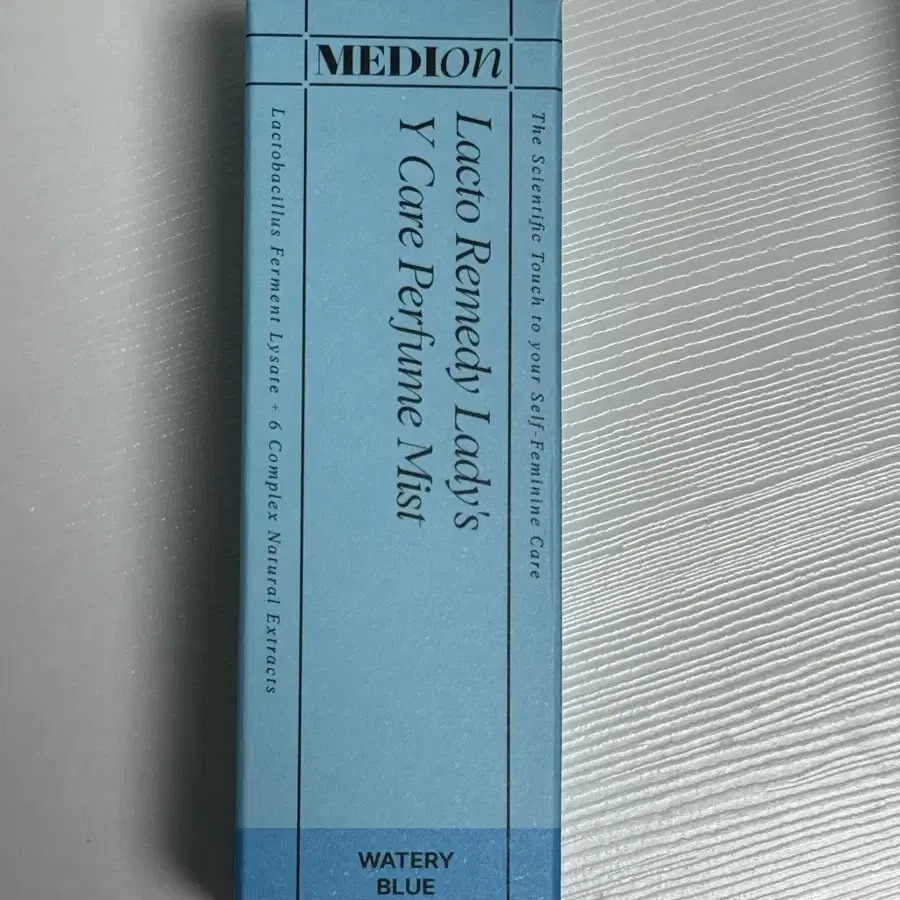 MEDIon
The Scientific Touch to your Self-Feminine Care
Lacto Remedy Lady's
Y Care Perfume Mist
Lactobacillus Ferment Lysate + 6 Complex Natural Extracts
WATERY
BLUE